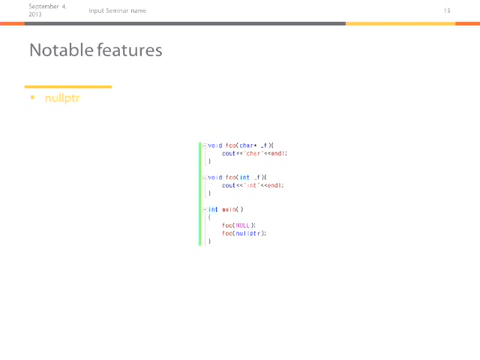 September 4,
2013
Input Seminar name
15
Notable features
• nullptr
void foo(char* _f){
cout<<"char"<<endl;
}
void foo(int _f){
cout<<"int"<<endl;
}
int main()
{
foo(NULL);
foo(nullptr);
}